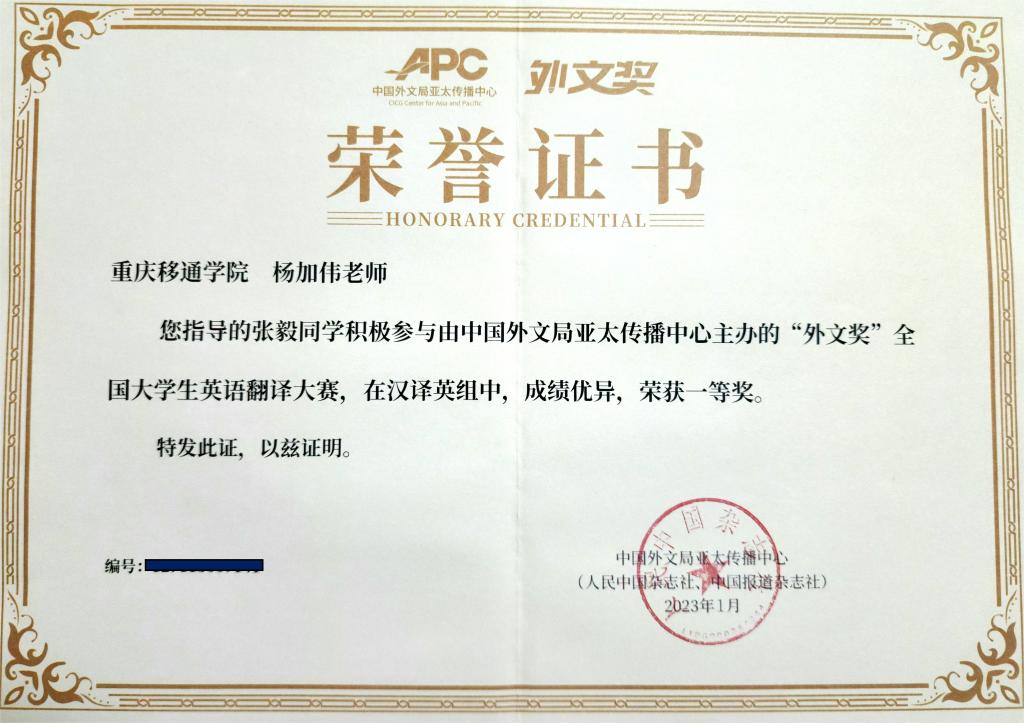 APC
中国外文局亚太传播中心
CICG Center for Asia and Pacific
外文奖
荣誉证书
HONORARY CREDENTIAL
重庆移通学院 杨加伟老师
您指导的张毅同学积极参与由中国外文局亚太传播中心主办的“外文奖”全
国大学生英语翻译大赛，在汉译英组中，成绩优异，荣获一等奖。
特发此证，以兹证明。
编号：
中国外文局亚太传播中心
（人民中国杂志社、中国报道杂志社）
2023年1月